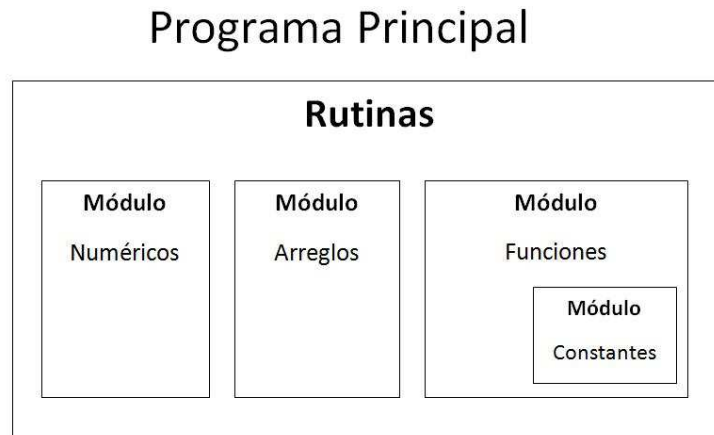 Programa Principal
Rutinas
Módulo
Numéricos
Módulo
Arreglos
Módulo
Funciones
Módulo
Constantes